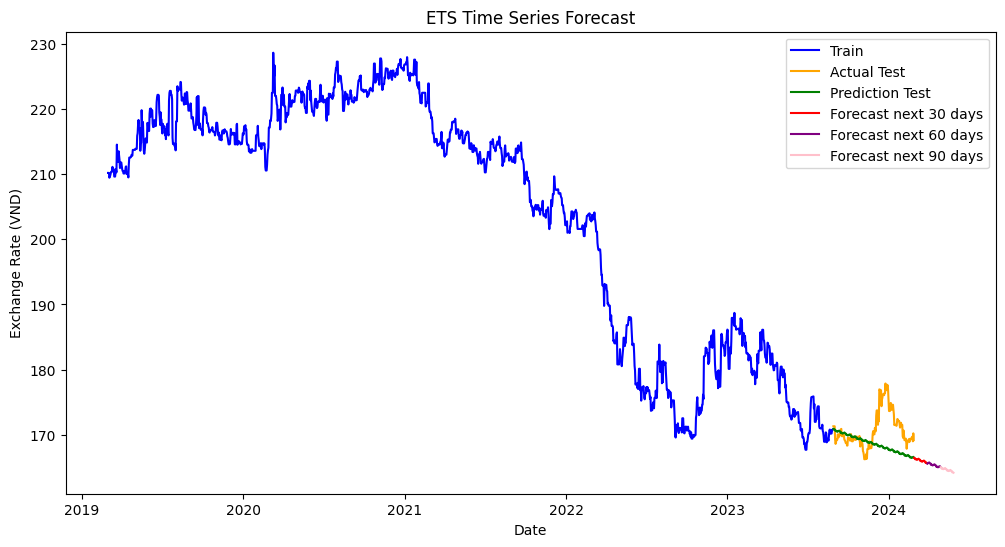 ETS Time Series Forecast
Exchange Rate (VND)
230
220
210
200
190
180
170
Train
Actual Test
Prediction Test
Forecast next 30 days
Forecast next 60 days
Forecast next 90 days
2019
2020
2021
2022
2023
2024
Date